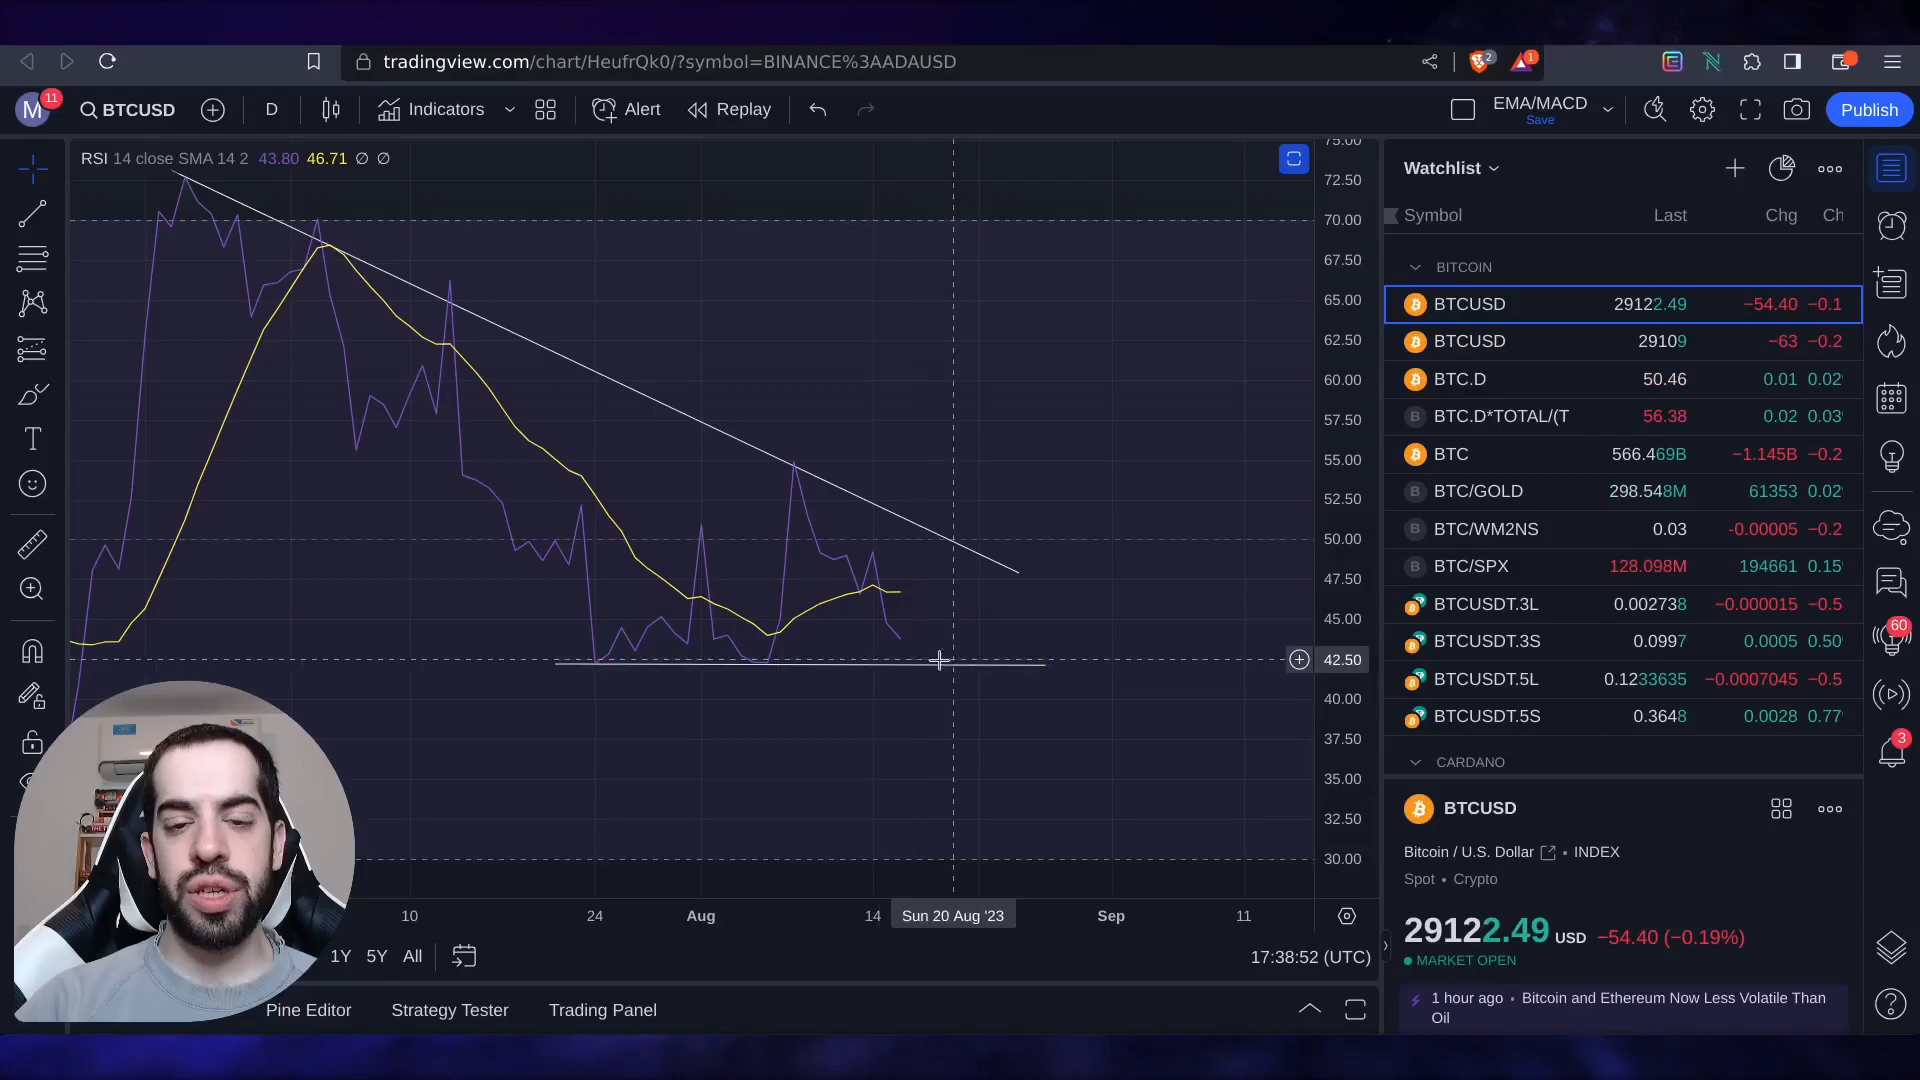 tradingview.com/chart/HeufrQk0/?symbol=BINANCE%3AADAUSD
2
1
M
11
BTCUSD
D
Indicators
Alert
Replay
EMA/MACD
Save
Publish
RSI 14 close SMA 14 2 43.80 46.71 ∅ ∅
75.00
72.50
70.00
67.50
65.00
62.50
60.00
57.50
55.00
52.50
50.00
47.50
45.00
42.50
40.00
37.50
35.00
32.50
30.00
10
24
Aug
14
Sun 20 Aug '23
Sep
11
1Y
5Y
All
17:38:52 (UTC)
Pine Editor
Strategy Tester
Trading Panel
Watchlist
Symbol Last Chg Ch
BITCOIN
BTCUSD 29122.49 −54.40 −0.1
BTCUSD 29109 −63 −0.2
BTC.D 50.46 0.01 0.02
BTC.D*TOTAL/(T 56.38 0.02 0.03
BTC 566.469B −1.145B −0.2
BTC/GOLD 298.548M 61353 0.02
BTC/WM2NS 0.03 -0.00005 −0.2
BTC/SPX 128.098M 194661 0.15
BTCUSDT.3L 0.002738 −0.000015 −0.5
BTCUSDT.3S 0.0997 0.0005 0.50
BTCUSDT.5L 0.1233635 −0.0007045 −0.5
BTCUSDT.5S 0.3648 0.0028 0.77
CARDANO
BTCUSD
Bitcoin / U.S. Dollar • INDEX
Spot • Crypto
29122.49 USD −54.40 (−0.19%)
MARKET OPEN
1 hour ago • Bitcoin and Ethereum Now Less Volatile Than
Oil
60
3